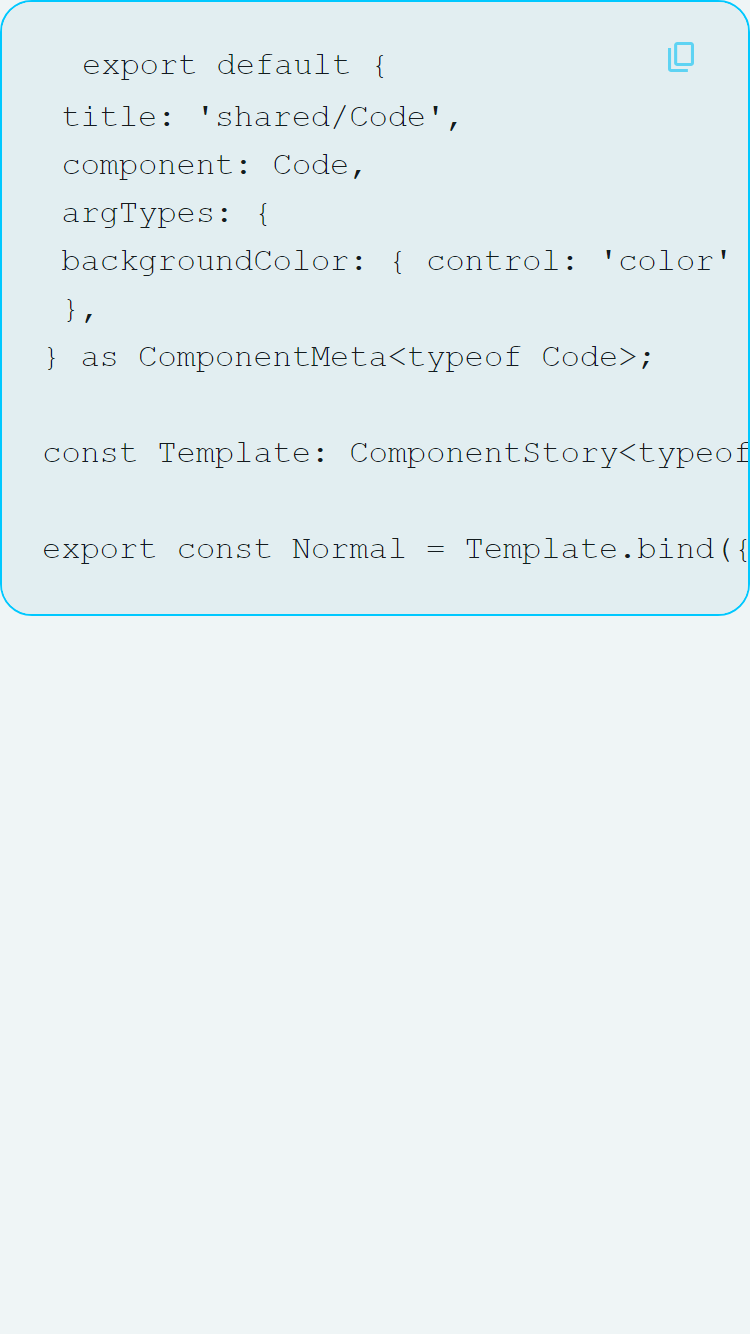 export default {
title: 'shared/Code',
component: Code,
argTypes: {
backgroundColor: { control: 'color'
},
} as ComponentMeta<typeof Code>;
const Template: ComponentStory<typeof
export const Normal = Template.bind({